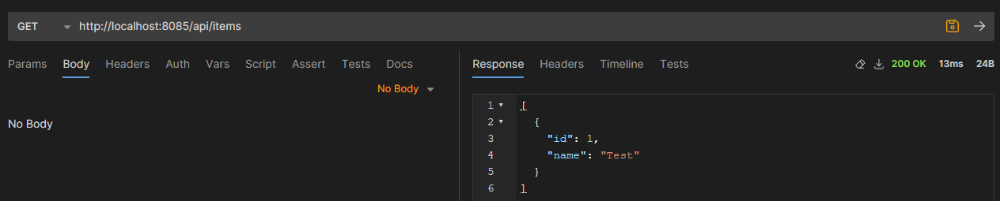 GET http://localhost:8085/api/items
Params Body Headers Auth Vars Script Assert Tests Docs
No Body
No Body
Response Headers Timeline Tests 200 OK 13ms 24B
1 [
2 {
3 "id": 1,
4 "name": "Test"
5 }
6 ]